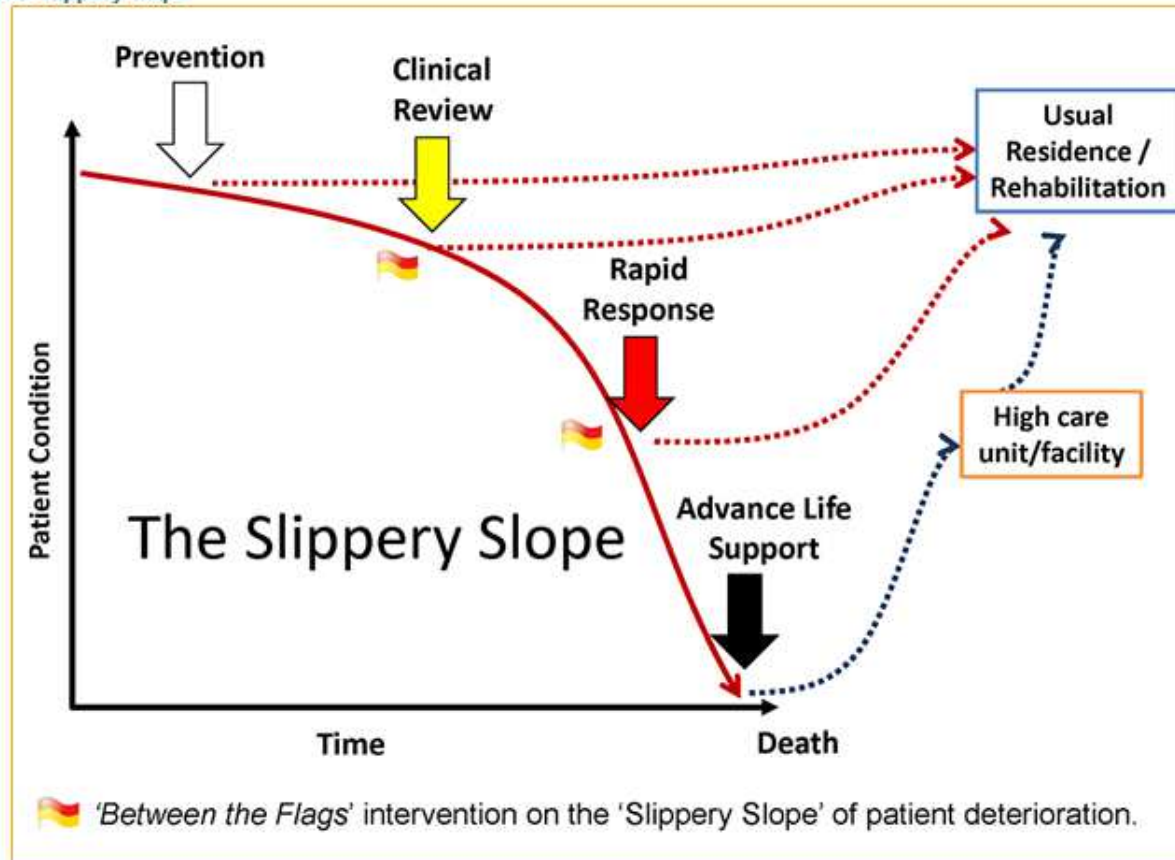 Prevention
Clinical
Review
Usual
Residence /
Rehabilitation
Rapid
Response
Patient Condition
High care
unit/facility
The Slippery Slope
Advance Life
Support
Time
Death
'Between the Flags' intervention on the 'Slippery Slope' of patient deterioration.